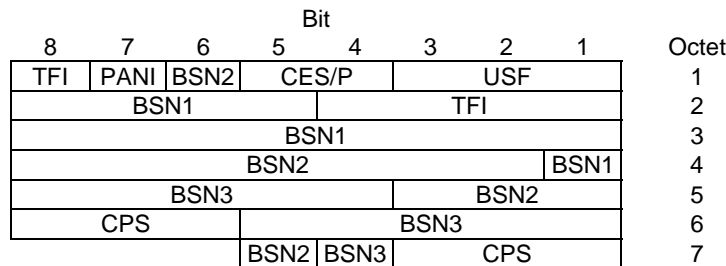 Bit
8 7 6 5 4 3 2 1 Octet
TFI PANI BSN2 CES/P USF 1
BSN1 TFI 2
BSN1 3
BSN2 BSN1 4
BSN3 BSN2 5
CPS BSN3 6
BSN2 BSN3 CPS 7